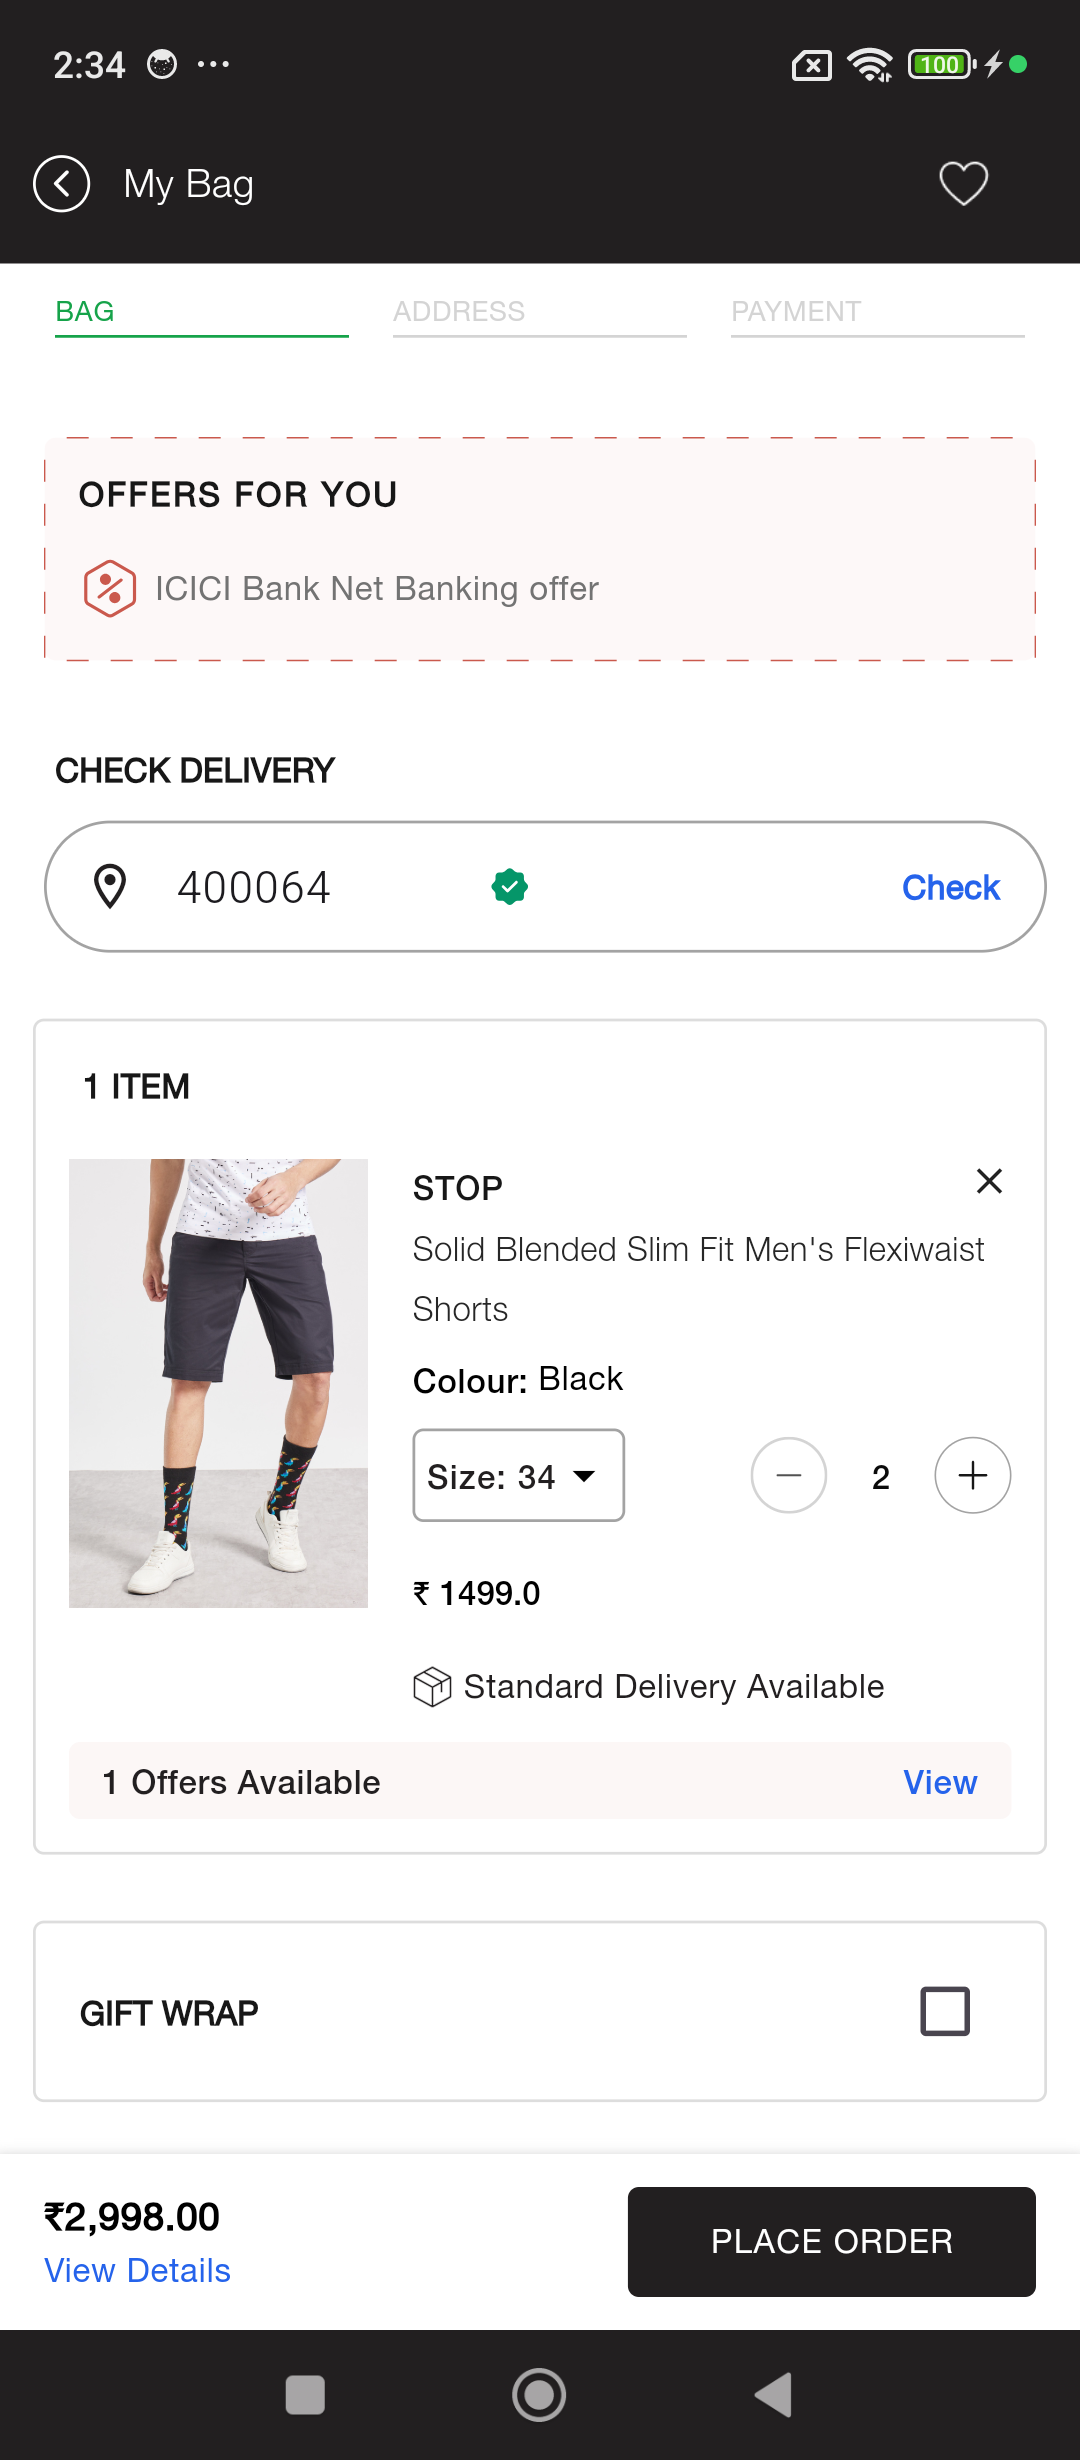 2:34
100
My Bag
BAG ADDRESS PAYMENT
OFFERS FOR YOU
ICICI Bank Net Banking offer
CHECK DELIVERY
400064 Check
1 ITEM
STOP
Solid Blended Slim Fit Men's Flexiwaist
Shorts
Colour: Black
Size: 34 2
₹ 1499.0
Standard Delivery Available
1 Offers Available View
GIFT WRAP
₹2,998.00
View Details
PLACE ORDER